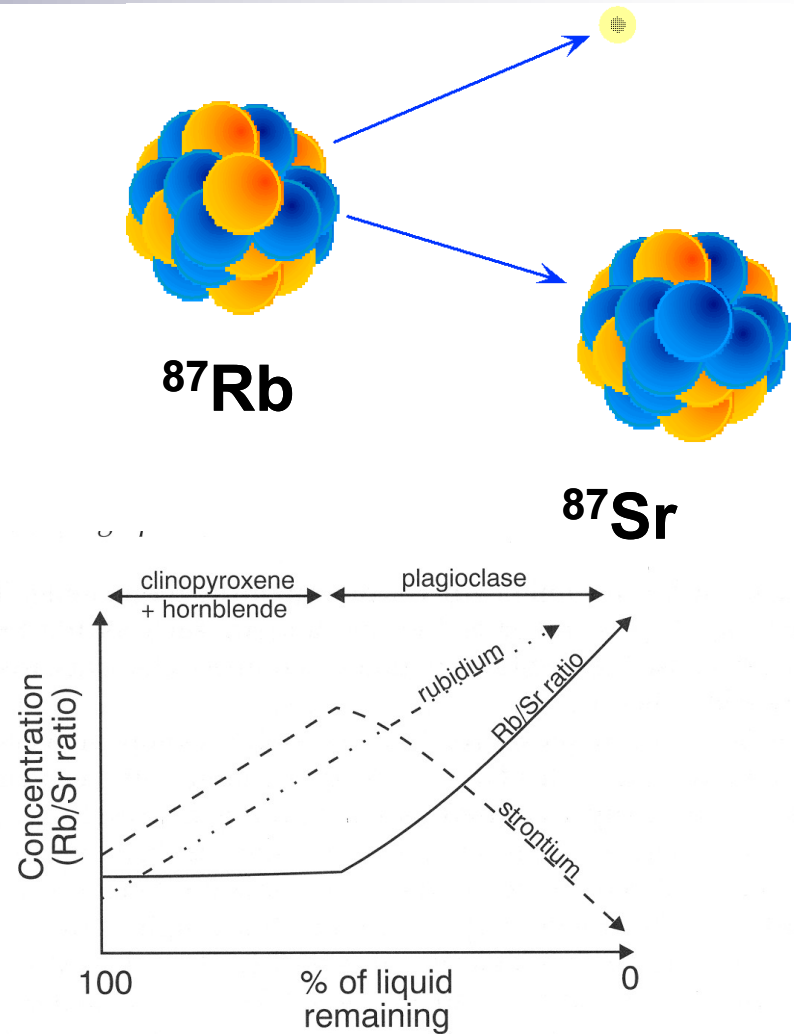 ⁸⁷Rb
⁸⁷Sr
clinopyroxene
+ hornblende
plagioclase
rubidium
Rb/Sr ratio
strontium
Concentration
(Rb/Sr ratio)
100
% of liquid
remaining
0